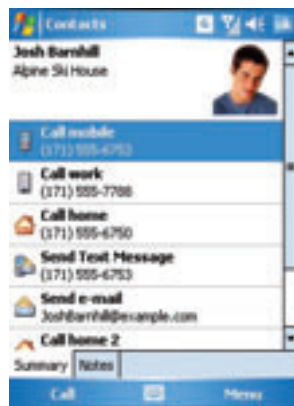 Contacts
Josh Barnhill
Alpine Ski House
Call mobile
(171) 555-6753
Call work
(171) 555-7788
Call home
(171) 555-6750
Send Text Message
(171) 555-6753
Send e-mail
JoshBarnhill@example.com
Call home 2
Summary Notes
Call Menu